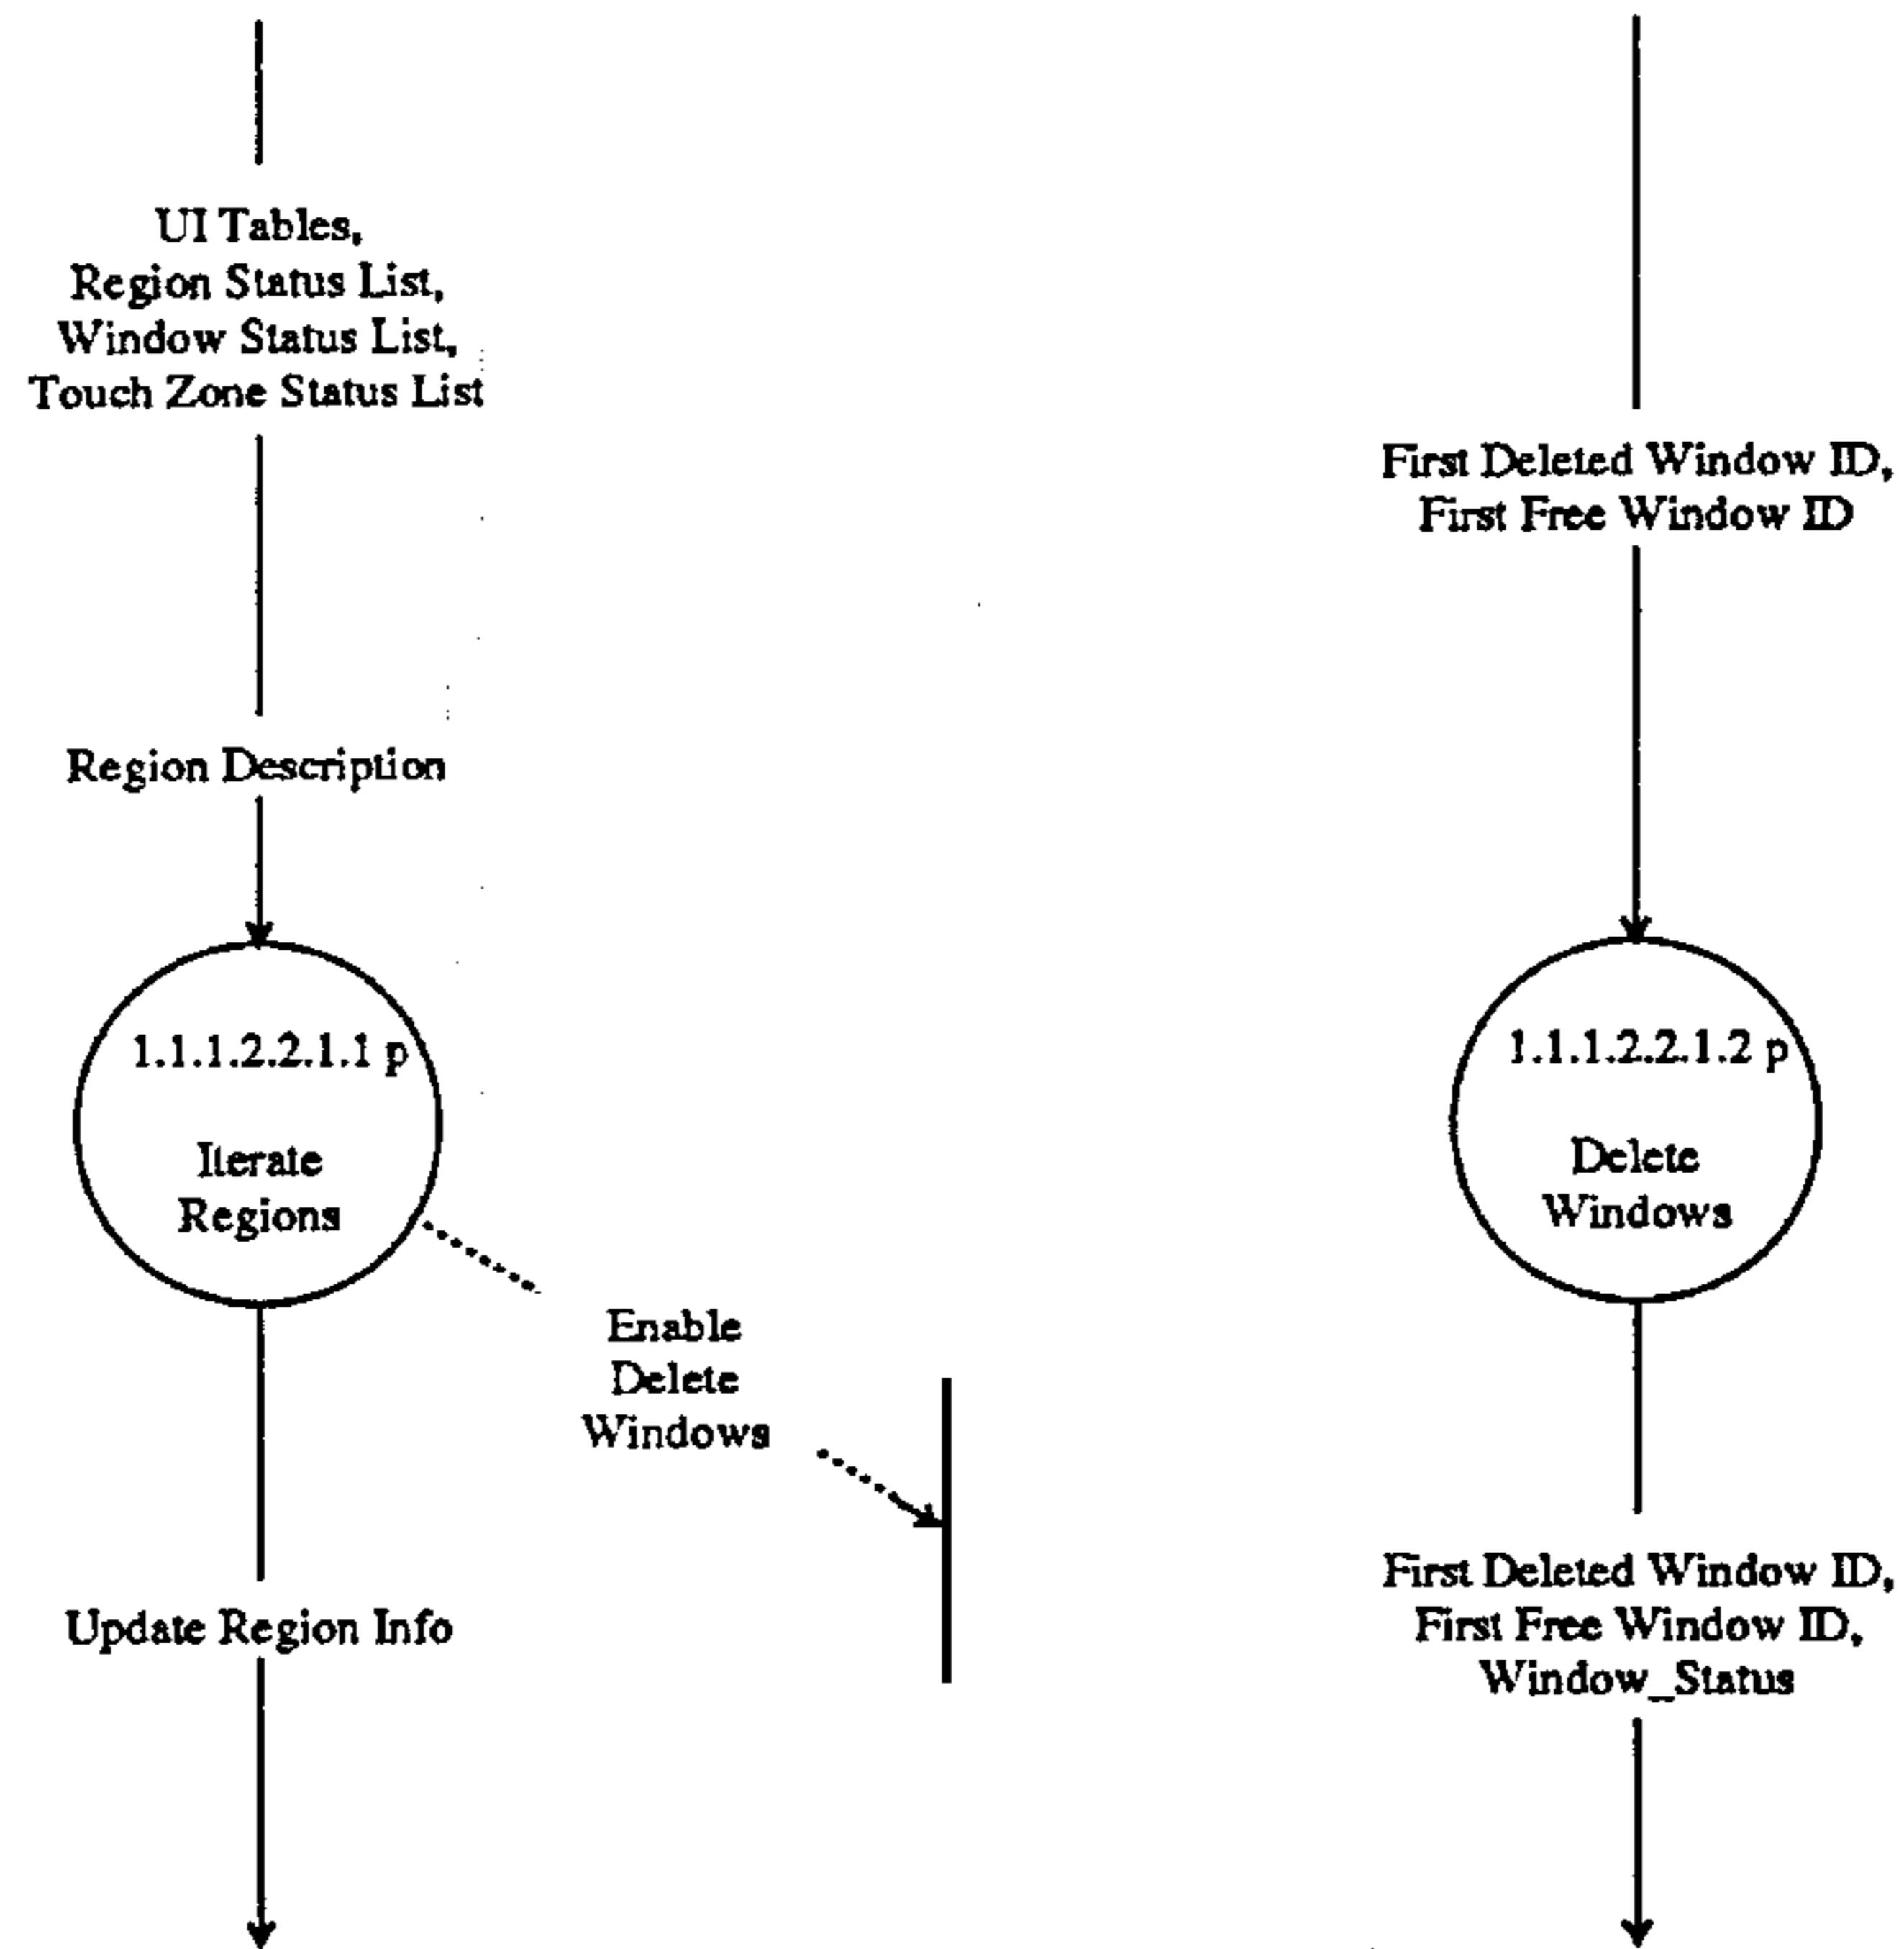 UI Tables,
Region Status List,
Window Status List,
Touch Zone Status List
Region Description
1.1.1.2.2.1.1 p
Iterate
Regions
Enable
Delete
Windows
Update Region Info
First Deleted Window ID,
First Free Window ID
1.1.1.2.2.1.2 p
Delete
Windows
First Deleted Window ID,
First Free Window ID,
Window_Status